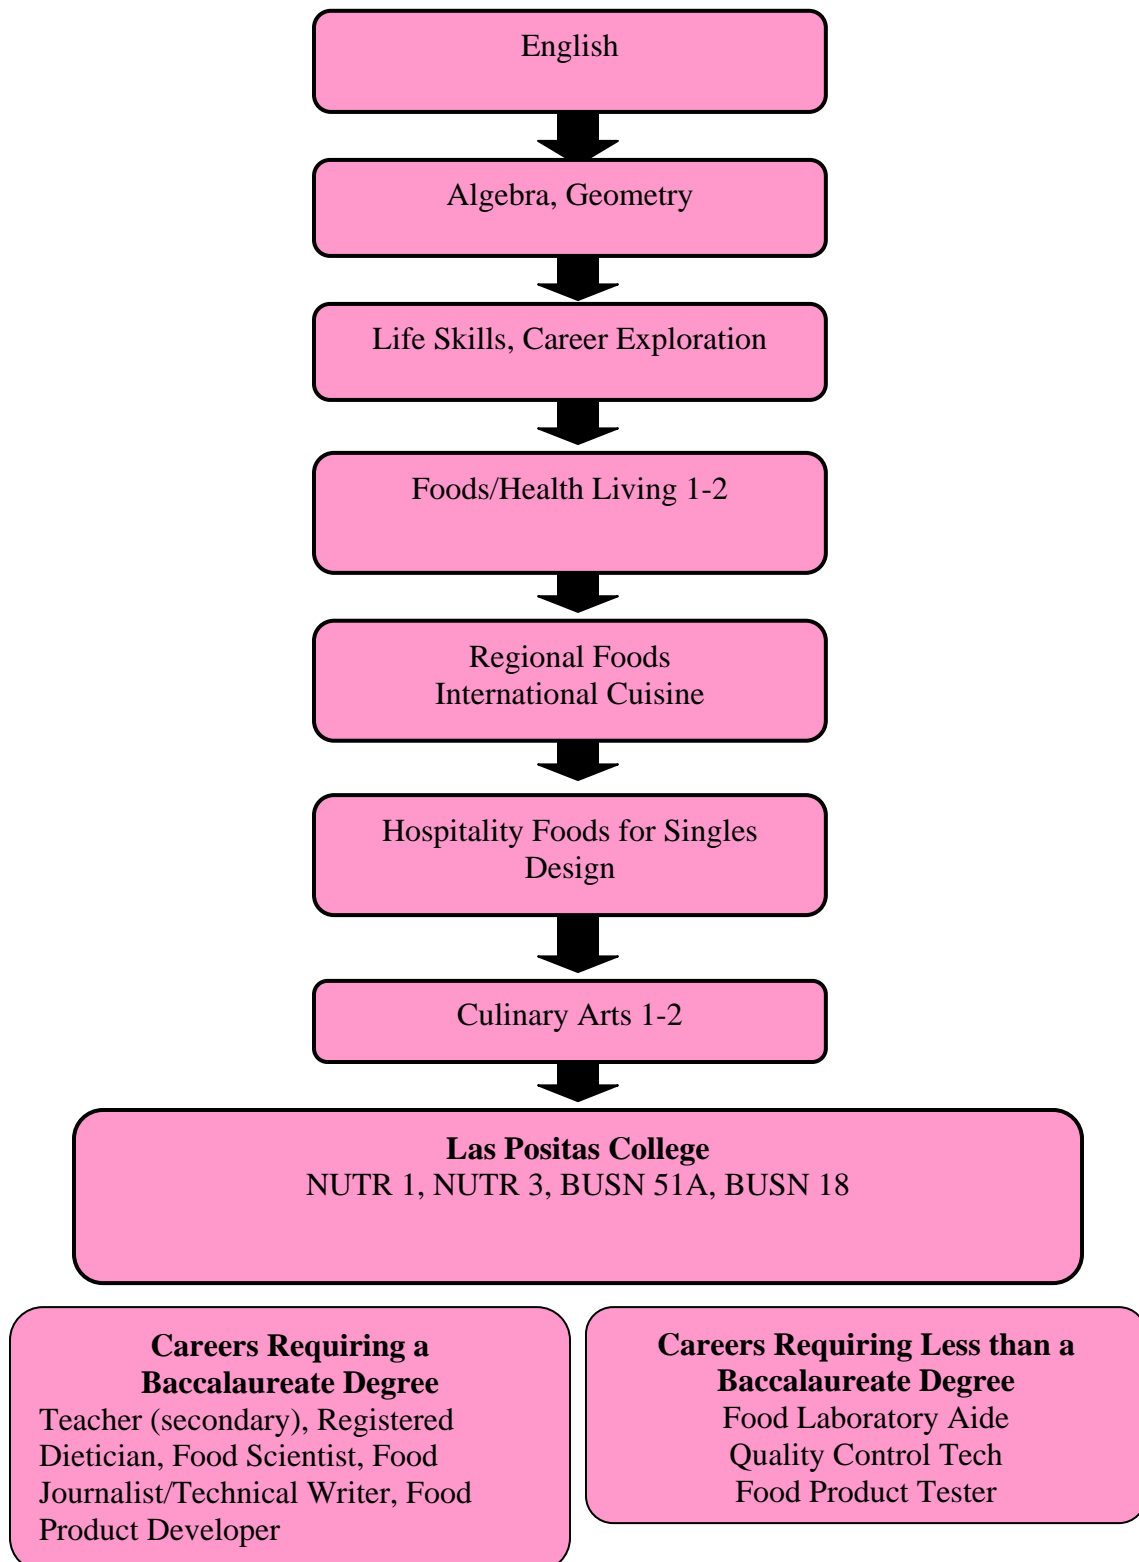 English
Algebra, Geometry
Life Skills, Career Exploration
Foods/Health Living 1-2
Regional Foods
International Cuisine
Hospitality Foods for Singles
Design
Culinary Arts 1-2
Las Positas College
NUTR 1, NUTR 3, BUSN 51A, BUSN 18
Careers Requiring a
Baccalaureate Degree
Teacher (secondary), Registered
Dietician, Food Scientist, Food
Journalist/Technical Writer, Food
Product Developer
Careers Requiring Less than a
Baccalaureate Degree
Food Laboratory Aide
Quality Control Tech
Food Product Tester